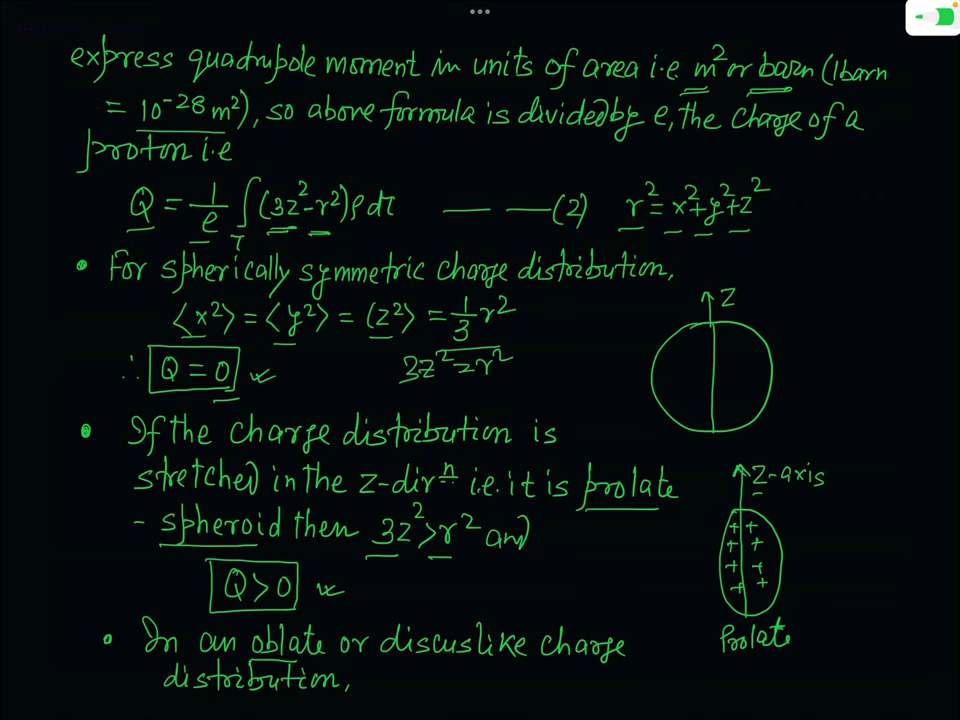 express quadrupole moment in units of area i.e m² or barn (1barn
= 10⁻²⁸ m²), so above formula is divided by e, the charge of a
proton i.e
Q = 1/e ∫τ (3z² - r²) ρ dτ —— —— (2) r² = x² + y² + z²
• For spherically symmetric charge distribution,
⟨x²⟩ = ⟨y²⟩ = ⟨z²⟩ = 1/3 r²
Z
∴ Q = 0
3z² = r²
• If the charge distribution is
stretched in the z-dirⁿ i.e. it is prolate
Z-axis
- spheroid then 3z² > r² and
+ +
+ +
+ +
+ +
Q > 0
• In an oblate or discuslike charge
Prolate
distribution,